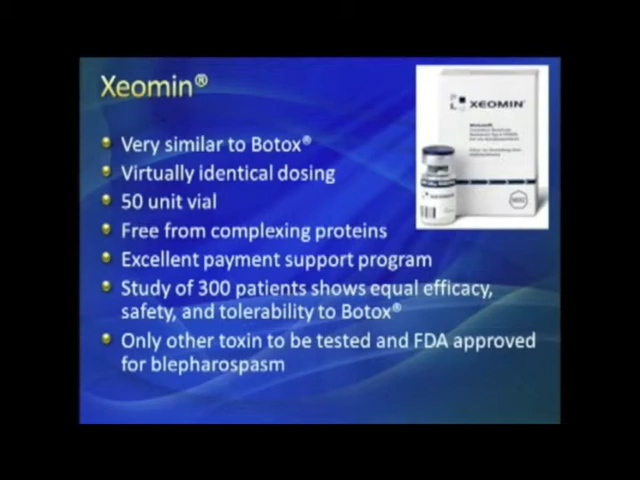 Xeomin®
Very similar to Botox®
Virtually identical dosing
50 unit vial
Free from complexing proteins
Excellent payment support program
Study of 300 patients shows equal efficacy,
safety, and tolerability to Botox®
Only other toxin to be tested and FDA approved
for blepharospasm
XEOMIN®